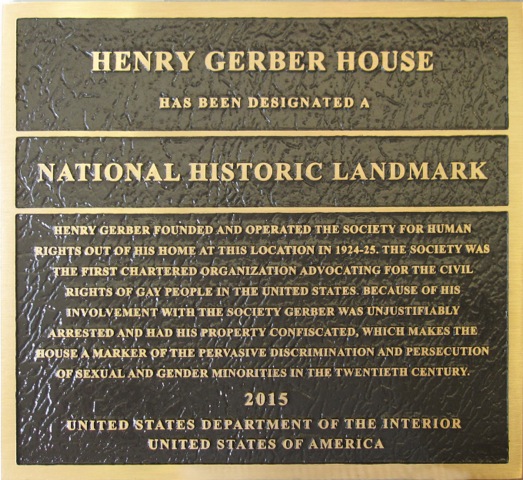 HENRY GERBER HOUSE
HAS BEEN DESIGNATED A
NATIONAL HISTORIC LANDMARK
HENRY GERBER FOUNDED AND OPERATED THE SOCIETY FOR HUMAN
RIGHTS OUT OF HIS HOME AT THIS LOCATION IN 1924-25. THE SOCIETY WAS
THE FIRST CHARTERED ORGANIZATION ADVOCATING FOR THE CIVIL
RIGHTS OF GAY PEOPLE IN THE UNITED STATES. BECAUSE OF HIS
INVOLVEMENT WITH THE SOCIETY GERBER WAS UNJUSTIFIABLY
ARRESTED AND HAD HIS PROPERTY CONFISCATED, WHICH MAKES THE
HOUSE A MARKER OF THE PERVASIVE DISCRIMINATION AND PERSECUTION
OF SEXUAL AND GENDER MINORITIES IN THE TWENTIETH CENTURY.
2015
UNITED STATES DEPARTMENT OF THE INTERIOR
UNITED STATES OF AMERICA